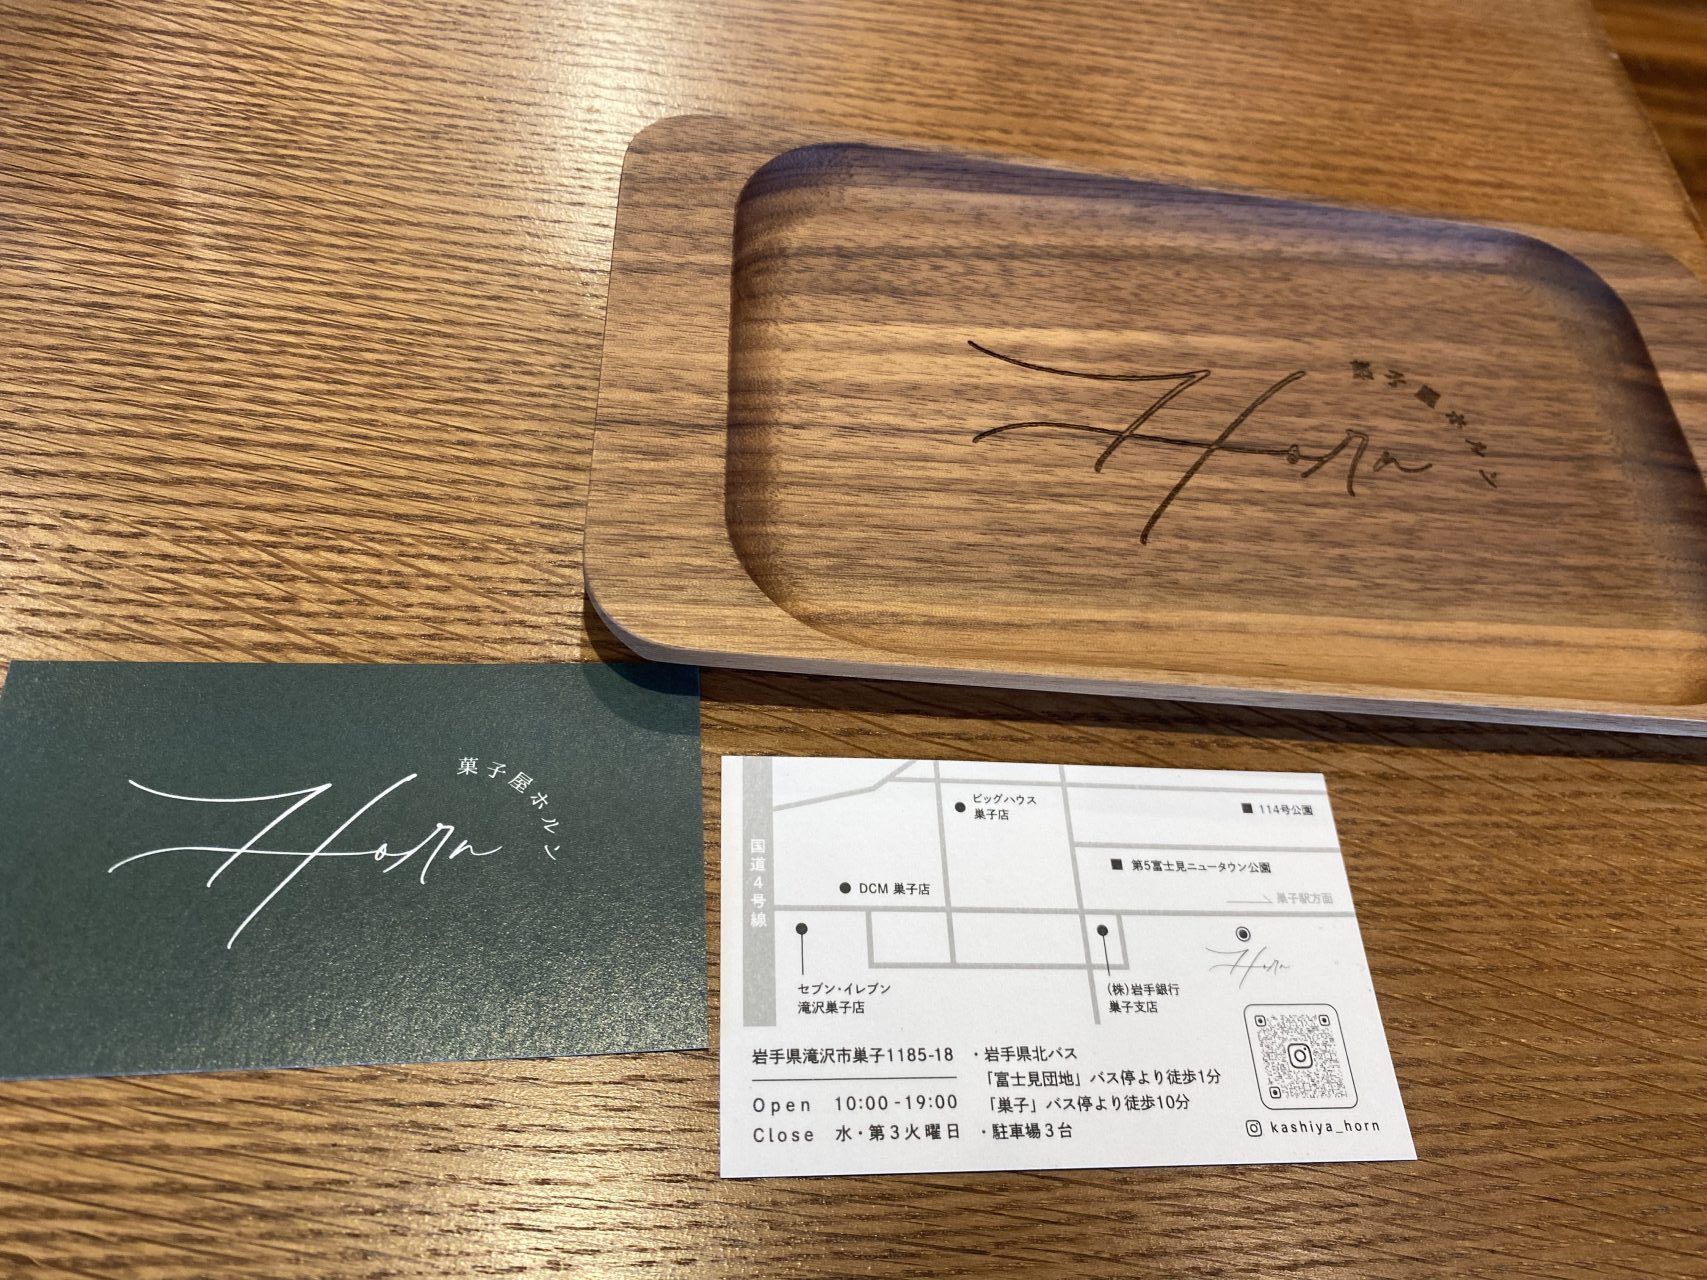 Horn
菓子屋ホルン
Horn
菓子屋ホルン
国道4号線
ビッグハウス
巣子店
114号公園
第5富士見ニュータウン公園
巣子駅方面
DCM 巣子店
セブン‐イレブン
滝沢巣子店
(株)岩手銀行
巣子支店
Horn
岩手県滝沢市巣子1185-18
Open 10:00-19:00
Close 水・第3火曜日
・岩手県北バス
「富士見団地」バス停より徒歩1分
「巣子」バス停より徒歩10分
・駐車場3台
kashiya_horn